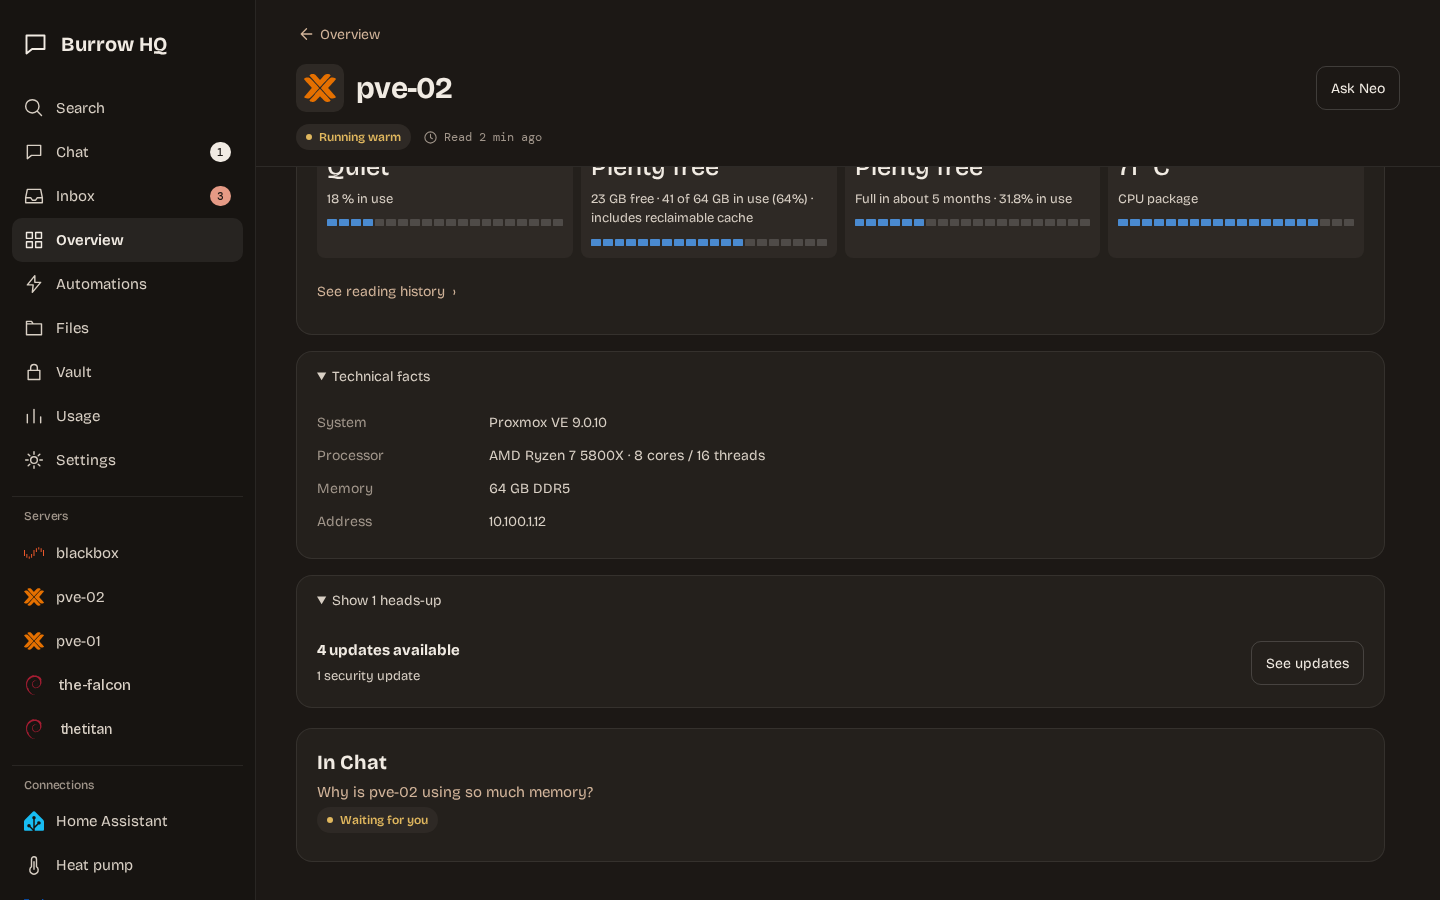 Burrow HQ
Search
Chat
1
Inbox
3
Overview
Automations
Files
Vault
Usage
Settings
Servers
blackbox
pve-02
pve-01
the-falcon
thetitan
Connections
Home Assistant
Heat pump
← Overview
pve-02
Ask Neo
Running warm
Read 2 min ago
Quiet
18 % in use
Plenty free
23 GB free · 41 of 64 GB in use (64%) ·
includes reclaimable cache
Plenty free
Full in about 5 months · 31.8% in use
71 °C
CPU package
See reading history ›
▼ Technical facts
System Proxmox VE 9.0.10
Processor AMD Ryzen 7 5800X · 8 cores / 16 threads
Memory 64 GB DDR5
Address 10.100.1.12
▼ Show 1 heads-up
4 updates available
1 security update
See updates
In Chat
Why is pve-02 using so much memory?
Waiting for you